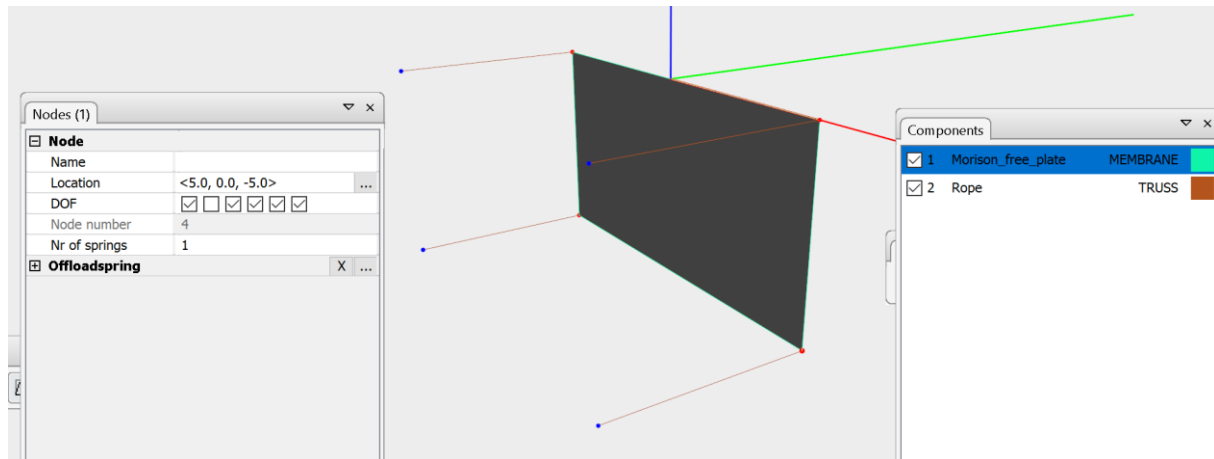 Nodes (1)
Node
Name
Location <5.0, 0.0, -5.0> ...
DOF
Node number 4
Nr of springs 1
Offloadspring X ...
Components
1 Morison_free_plate MEMBRANE
2 Rope TRUSS